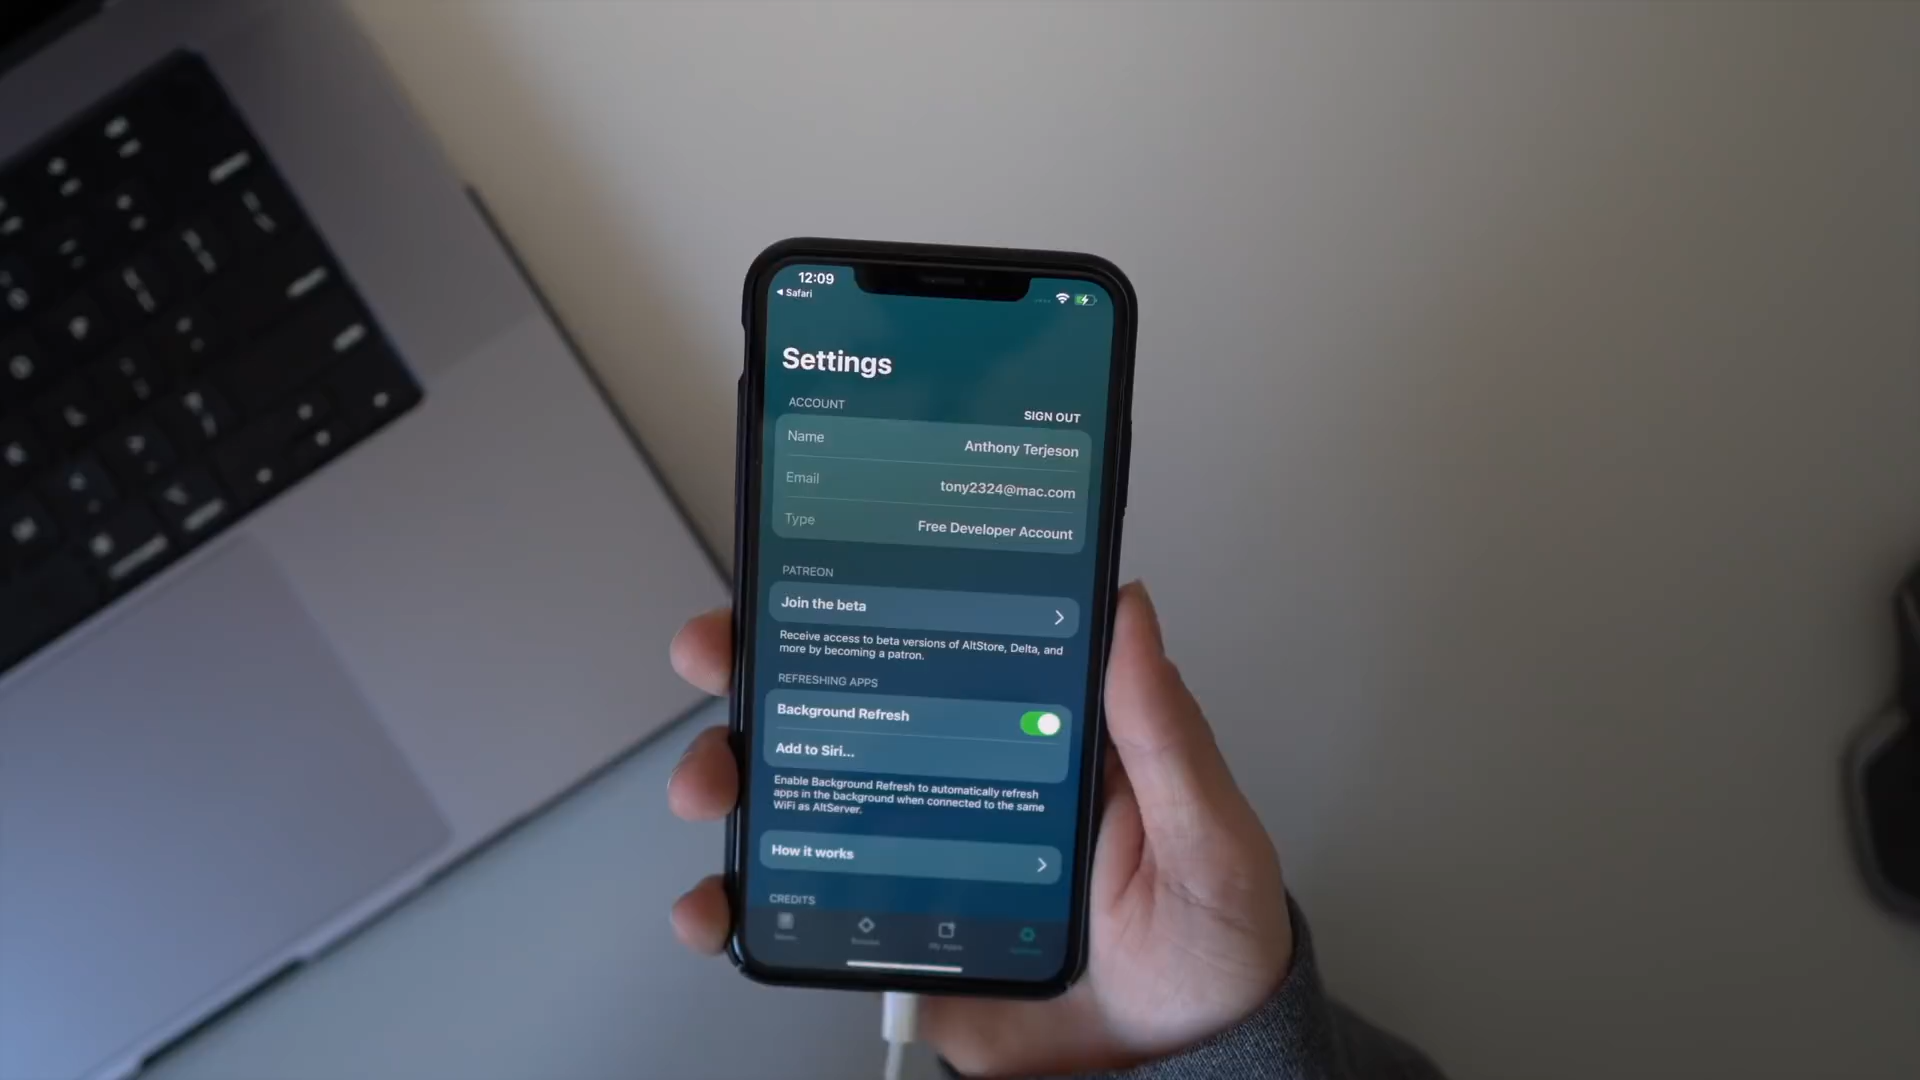 12:09
◀ Safari
Settings
ACCOUNT
SIGN OUT
Name
Anthony Terjeson
Email
tony2324@mac.com
Type
Free Developer Account
PATREON
Join the beta
Receive access to beta versions of AltStore, Delta, and
more by becoming a patron.
REFRESHING APPS
Background Refresh
Add to Siri...
Enable Background Refresh to automatically refresh
apps in the background when connected to the same
WiFi as AltServer.
How it works
CREDITS
My Apps